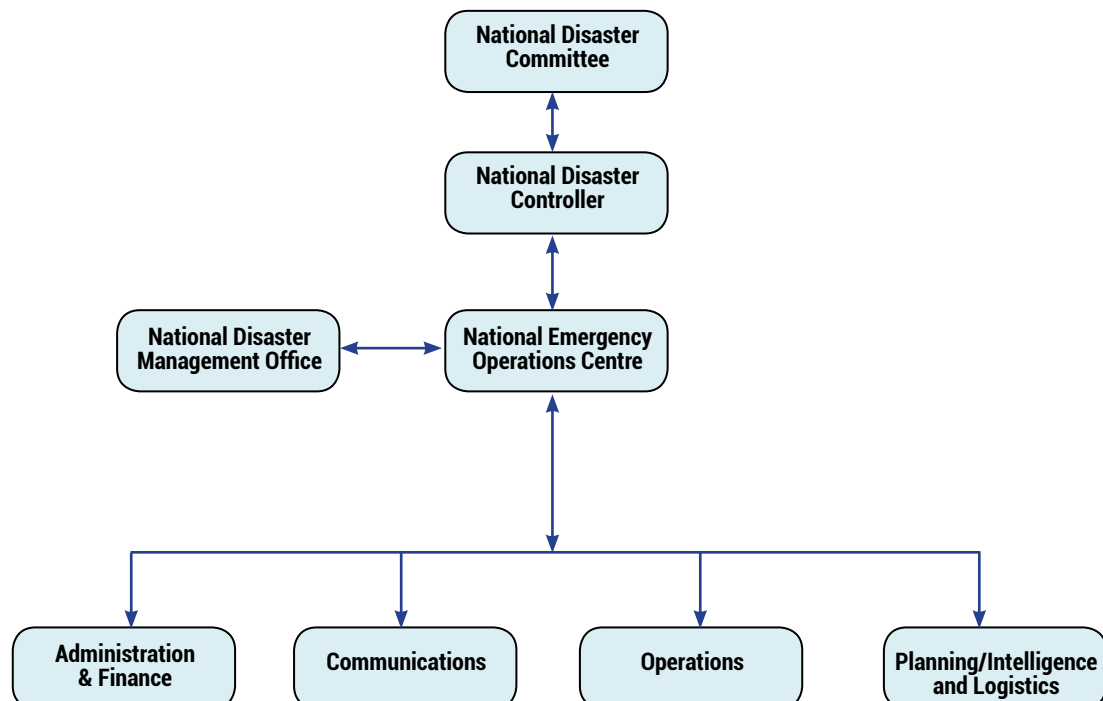 National Disaster
Committee
National Disaster
Controller
National Disaster
Management Office
National Emergency
Operations Centre
Administration
& Finance
Communications
Operations
Planning/Intelligence
and Logistics